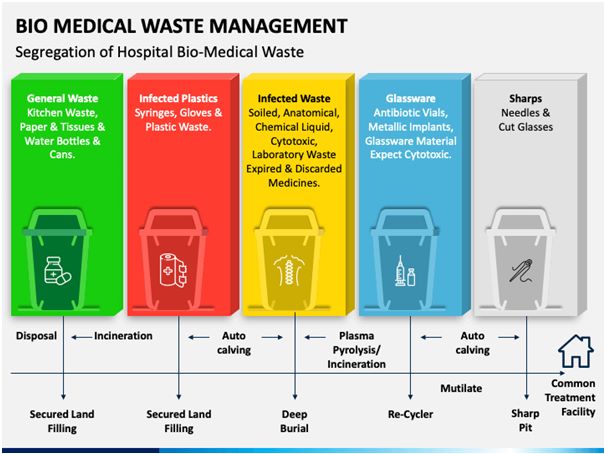 BIO MEDICAL WASTE MANAGEMENT
Segregation of Hospital Bio-Medical Waste
General Waste
Kitchen Waste,
Paper & Tissues &
Water Bottles &
Cans.
Infected Plastics
Syringes, Gloves &
Plastic Waste.
Infected Waste
Soiled, Anatomical,
Chemical Liquid,
Cytotoxic,
Laboratory Waste
Expired & Discarded
Medicines.
Glassware
Antibiotic Vials,
Metallic Implants,
Glassware Material
Expect Cytotoxic.
Sharps
Needles &
Cut Glasses
Disposal
Incineration
Auto
calving
Plasma
Pyrolysis/
Incineration
Auto
calving
Mutilate
Common
Treatment
Facility
Secured Land
Filling
Secured Land
Filling
Deep
Burial
Re-Cycler
Sharp
Pit